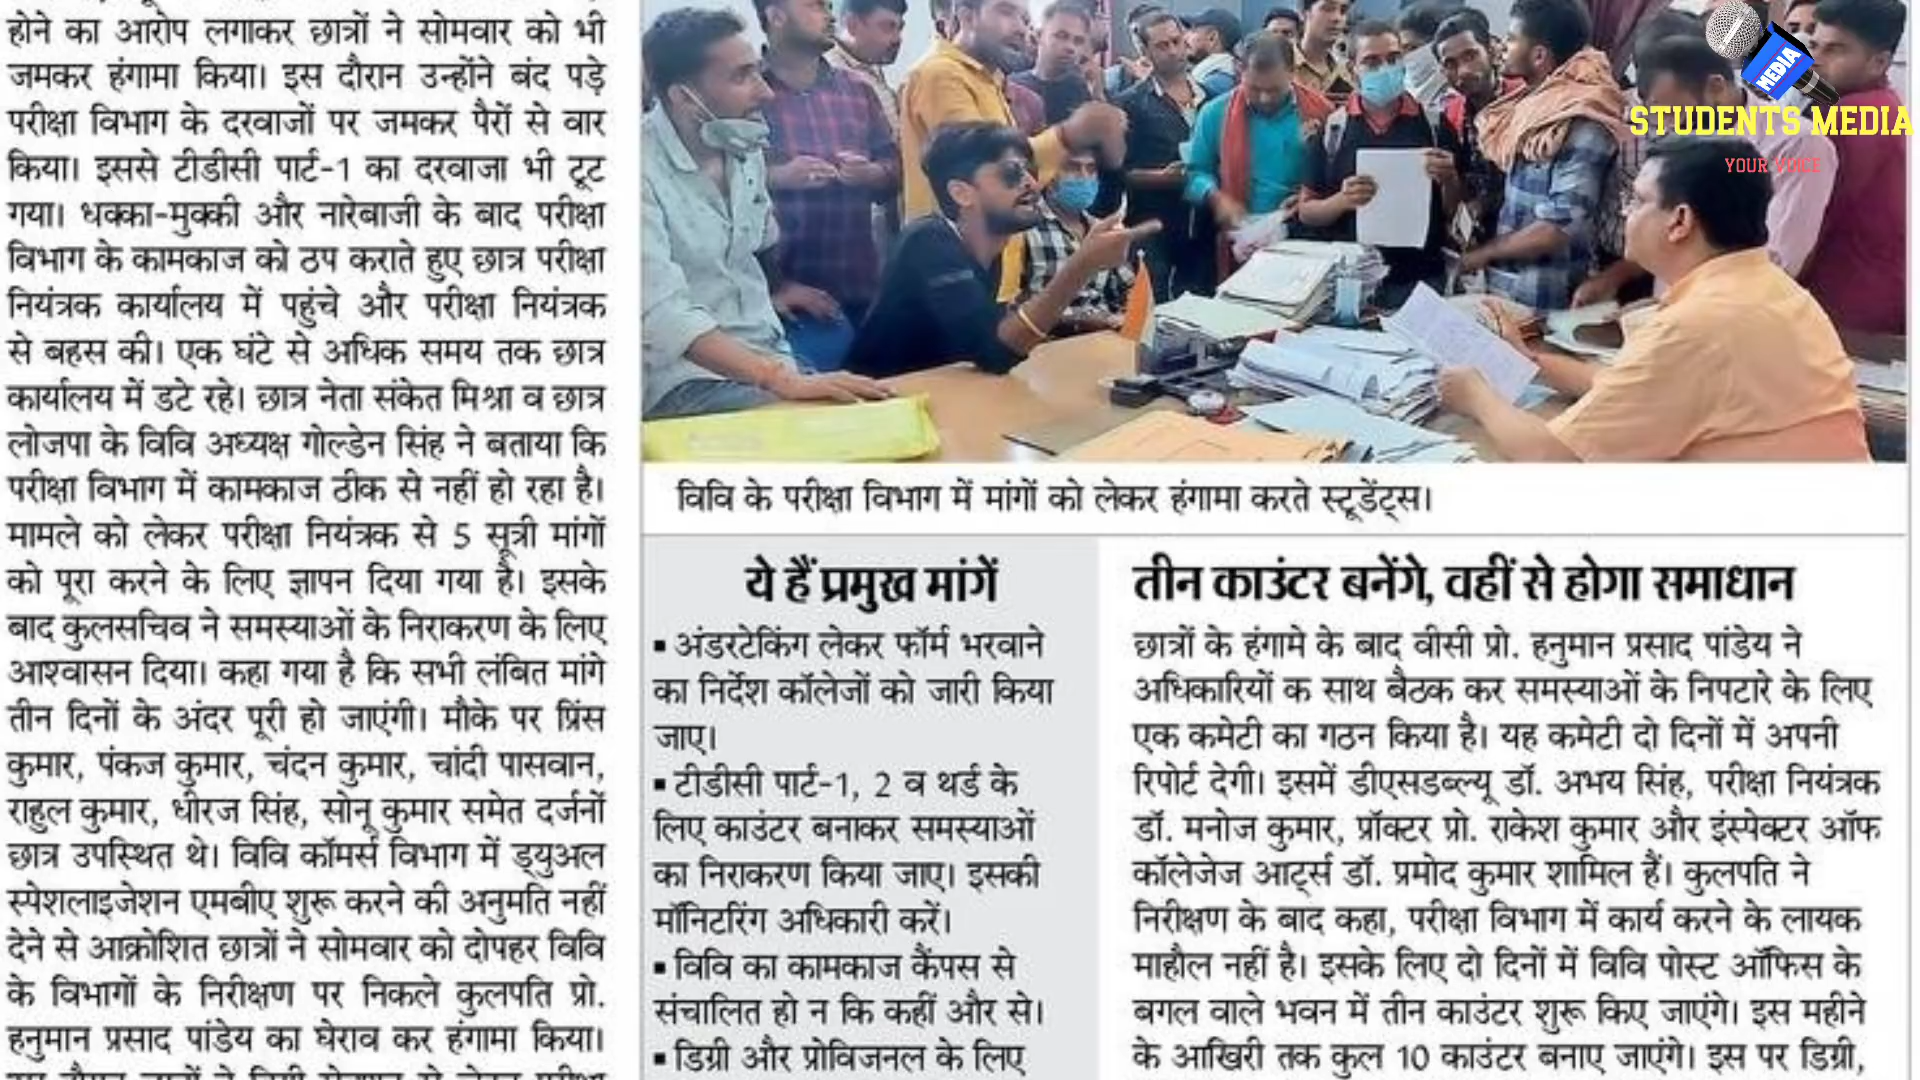 होने का आरोप लगाकर छात्रों ने सोमवार को भी
जमकर हंगामा किया। इस दौरान उन्होंने बंद पड़े
परीक्षा विभाग के दरवाजों पर जमकर पैरों से वार
किया। इससे टीडीसी पार्ट-1 का दरवाजा भी टूट
गया। धक्का-मुक्की और नारेबाजी के बाद परीक्षा
विभाग के कामकाज को ठप कराते हुए छात्र परीक्षा
नियंत्रक कार्यालय में पहुंचे और परीक्षा नियंत्रक
से बहस की। एक घंटे से अधिक समय तक छात्र
कार्यालय में डटे रहे। छात्र नेता संकेत मिश्रा व छात्र
लोजपा के विवि अध्यक्ष गोल्डेन सिंह ने बताया कि
परीक्षा विभाग में कामकाज ठीक से नहीं हो रहा है।
मामले को लेकर परीक्षा नियंत्रक से 5 सूत्री मांगों
को पूरा करने के लिए ज्ञापन दिया गया है। इसके
बाद कुलसचिव ने समस्याओं के निराकरण के लिए
आश्वासन दिया। कहा गया है कि सभी लंबित मांगे
तीन दिनों के अंदर पूरी हो जाएंगी। मौके पर प्रिंस
कुमार, पंकज कुमार, चंदन कुमार, चांदी पासवान,
राहुल कुमार, धीरज सिंह, सोनू कुमार समेत दर्जनों
छात्र उपस्थित थे। विवि कॉमर्स विभाग में ड्युअल
स्पेशलाइजेशन एमबीए शुरू करने की अनुमति नहीं
देने से आक्रोशित छात्रों ने सोमवार को दोपहर विवि
के विभागों के निरीक्षण पर निकले कुलपति प्रो.
हनुमान प्रसाद पांडेय का घेराव कर हंगामा किया।
MEDIA
STUDENTS MEDIA
YOUR VOICE
विवि के परीक्षा विभाग में मांगों को लेकर हंगामा करते स्टूडेंट्स।
ये हैं प्रमुख मांगें
▪ अंडरटेकिंग लेकर फॉर्म भरवाने
का निर्देश कॉलेजों को जारी किया
जाए।
▪ टीडीसी पार्ट-1, 2 व थर्ड के
लिए काउंटर बनाकर समस्याओं
का निराकरण किया जाए। इसकी
मॉनिटरिंग अधिकारी करें।
▪ विवि का कामकाज कैंपस से
संचालित हो न कि कहीं और से।
▪ डिग्री और प्रोविजनल के लिए
तीन काउंटर बनेंगे, वहीं से होगा समाधान
छात्रों के हंगामे के बाद वीसी प्रो. हनुमान प्रसाद पांडेय ने
अधिकारियों क साथ बैठक कर समस्याओं के निपटारे के लिए
एक कमेटी का गठन किया है। यह कमेटी दो दिनों में अपनी
रिपोर्ट देगी। इसमें डीएसडब्ल्यू डॉ. अभय सिंह, परीक्षा नियंत्रक
डॉ. मनोज कुमार, प्रॉक्टर प्रो. राकेश कुमार और इंस्पेक्टर ऑफ
कॉलेजेज आर्ट्स डॉ. प्रमोद कुमार शामिल हैं। कुलपति ने
निरीक्षण के बाद कहा, परीक्षा विभाग में कार्य करने के लायक
माहौल नहीं है। इसके लिए दो दिनों में विवि पोस्ट ऑफिस के
बगल वाले भवन में तीन काउंटर शुरू किए जाएंगे। इस महीने
के आखिरी तक कुल 10 काउंटर बनाए जाएंगे। इस पर डिग्री,